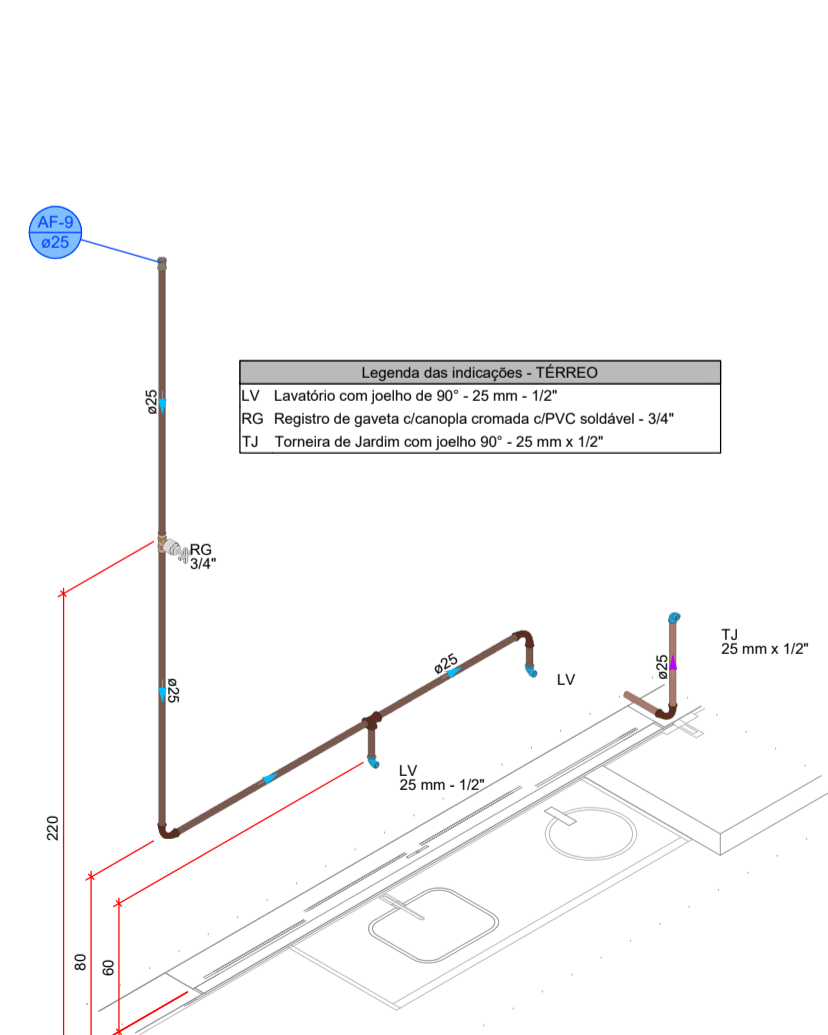 AF-9
ø25
ø25
Legenda das indicações - TÉRREO
LV Lavatório com joelho de 90° - 25 mm - 1/2"
RG Registro de gaveta c/canopla cromada c/PVC soldável - 3/4"
TJ Torneira de Jardim com joelho 90° - 25 mm x 1/2"
RG
3/4"
TJ
25 mm x 1/2"
ø25
ø25
LV
ø25
LV
25 mm - 1/2"
220
80
60